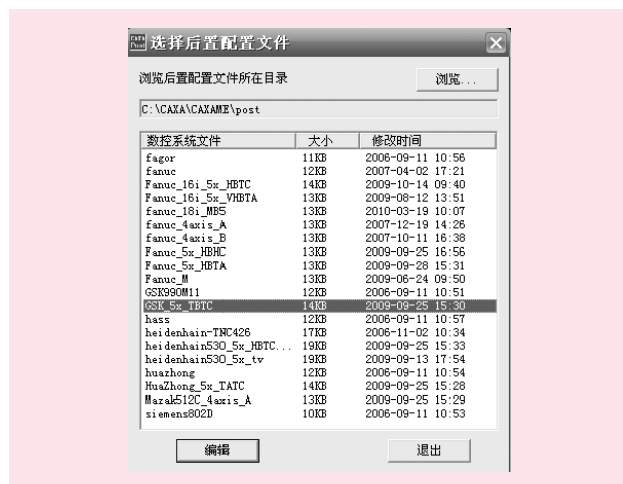 CAXA
Post
选择后置配置文件
浏览后置配置文件所在目录
浏览...
C:\CAXA\CAXAME\post
数控系统文件 大小 修改时间
fagor 11KB 2006-09-11 10:56
fanuc 12KB 2007-04-02 17:21
Fanuc_16i_5x_HBTC 14KB 2009-10-14 09:40
Fanuc_16i_5x_VHBTA 13KB 2009-08-12 13:51
fanuc_18i_MB5 13KB 2010-03-19 10:07
fanuc_4axis_A 13KB 2007-12-19 14:26
fanuc_4axis_B 13KB 2007-10-11 16:38
Fanuc_5x_HBHC 13KB 2009-09-25 16:56
Fanuc_5x_HBTA 13KB 2009-09-28 15:31
Fanuc_M 13KB 2009-06-24 09:50
GSK990M11 12KB 2006-09-11 10:51
GSK_5x_TBTC 14KB 2009-09-25 15:30
hass 12KB 2006-09-11 10:57
heidenhain-TNC426 17KB 2006-11-02 10:34
heidenhain530_5x_HBTC... 19KB 2009-09-25 15:33
heidenhain530_5x_tv 19KB 2009-09-13 17:54
huazhong 12KB 2006-09-11 10:54
HuaZhong_5x_TATC 14KB 2009-09-25 15:28
Mazak512C_4axis_A 13KB 2009-09-25 15:29
siemens802D 10KB 2006-09-11 10:53
编辑 退出